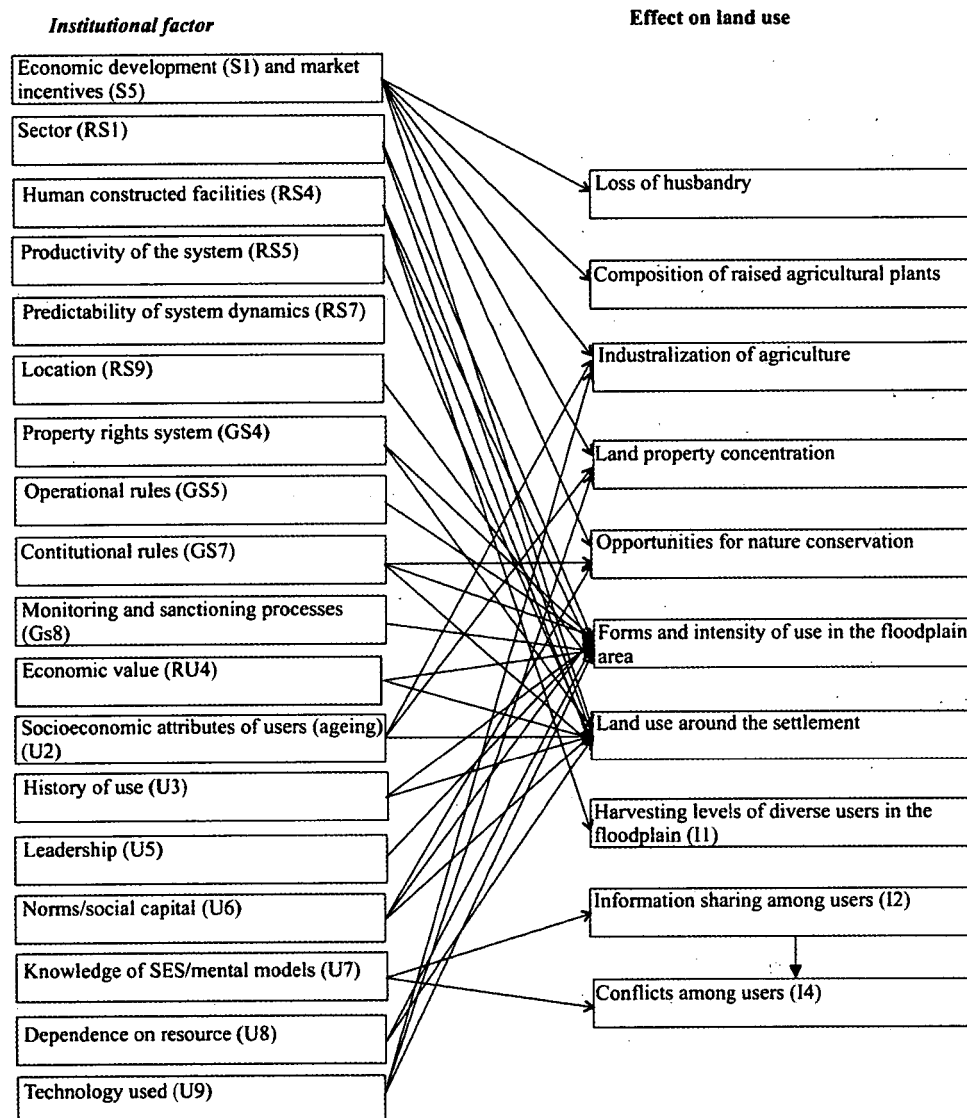 Institutional factor
Effect on land use
Economic development (S1) and market
incentives (S5)
Sector (RS1)
Human constructed facilities (RS4)
Productivity of the system (RS5)
Predictability of system dynamics (RS7)
Location (RS9)
Property rights system (GS4)
Operational rules (GS5)
Contitutional rules (GS7)
Monitoring and sanctioning processes
(Gs8)
Economic value (RU4)
Socioeconomic attributes of users (ageing)
(U2)
History of use (U3)
Leadership (U5)
Norms/social capital (U6)
Knowledge of SES/mental models (U7)
Dependence on resource (U8)
Technology used (U9)
Loss of husbandry
Composition of raised agricultural plants
Industralization of agriculture
Land property concentration
Opportunities for nature conservation
Forms and intensity of use in the floodplain
area
Land use around the settlement
Harvesting levels of diverse users in the
floodplain (I1)
Information sharing among users (I2)
Conflicts among users (I4)